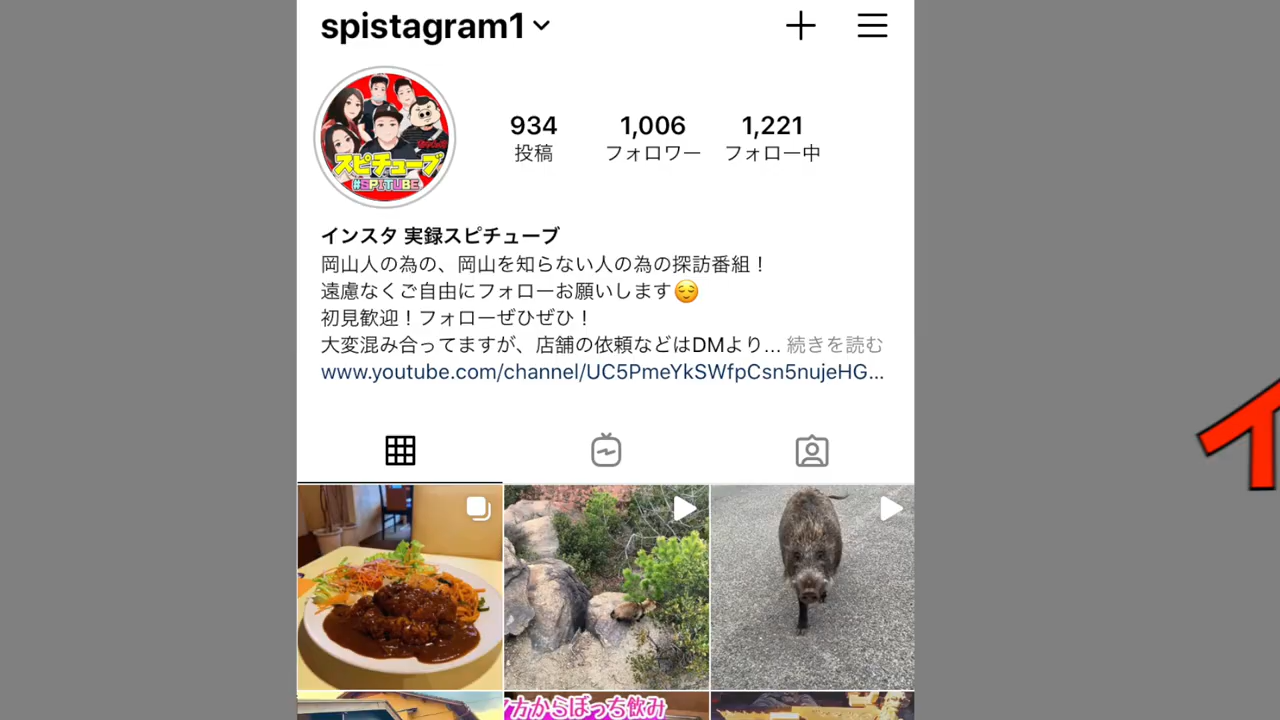 spistagram1
スピチューブ
#SPITUBE
934
投稿
1,006
フォロワー
1,221
フォロー中
インスタ 実録スピチューブ
岡山人の為の、岡山を知らない人の為の探訪番組！
遠慮なくご自由にフォローお願いします😌
初見歓迎！フォローぜひぜひ！
大変混み合ってますが、店舗の依頼などはDMより... 続きを読む
www.youtube.com/channel/UC5PmeYkSWfpCsn5nujeHG...
イ
方からぼっち飲み